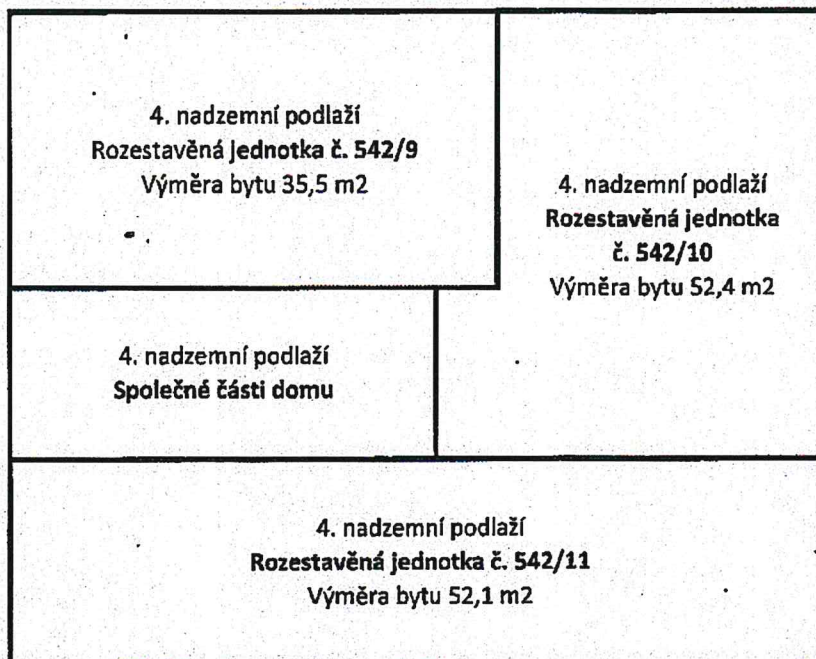 4. nadzemní podlaží
Rozestavěná jednotka č. 542/9
Výměra bytu 35,5 m2
4. nadzemní podlaží
Rozestavěná jednotka
č. 542/10
Výměra bytu 52,4 m2
4. nadzemní podlaží
Společné části domu
4. nadzemní podlaží
Rozestavěná jednotka č. 542/11
Výměra bytu 52,1 m2